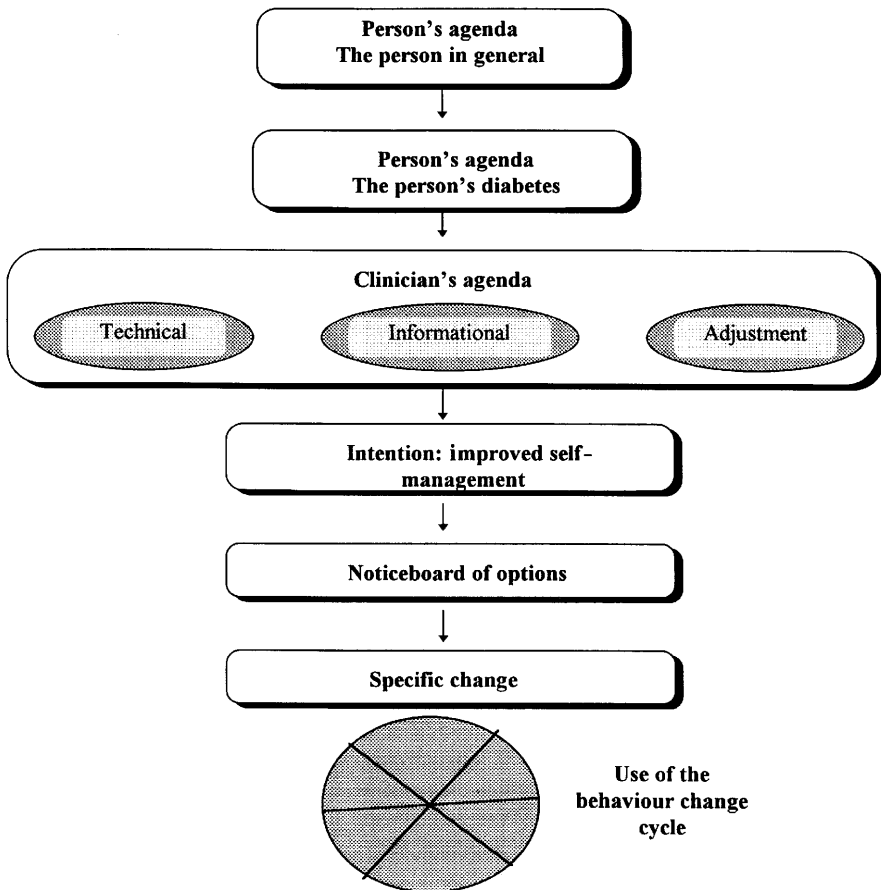 Person's agenda
The person in general
Person's agenda
The person's diabetes
Clinician's agenda
Technical
Informational
Adjustment
Intention: improved self-
management
Noticeboard of options
Specific change
Use of the
behaviour change
cycle